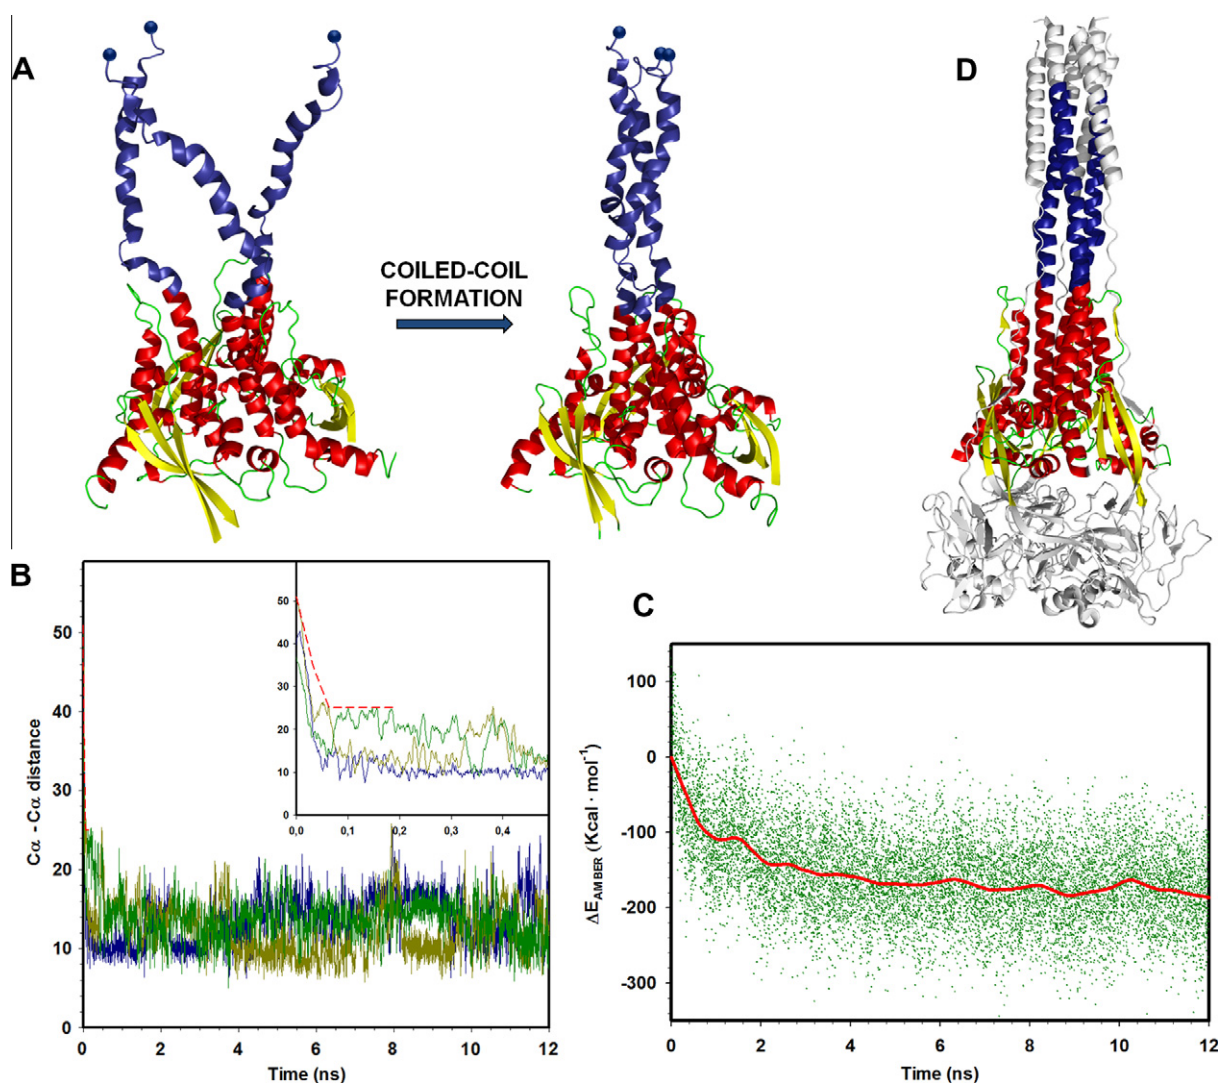 A
COILED-COIL
FORMATION
D
B
Cα - Cα distance
50
40
30
20
10
0
0 2 4 6 8 10 12
Time (ns)
50
40
30
20
10
0
0,0 0,1 0,2 0,3 0,4
C
ΔE_AMBER (Kcal · mol⁻¹)
100
0
-100
-200
-300
0 2 4 6 8 10 12
Time (ns)